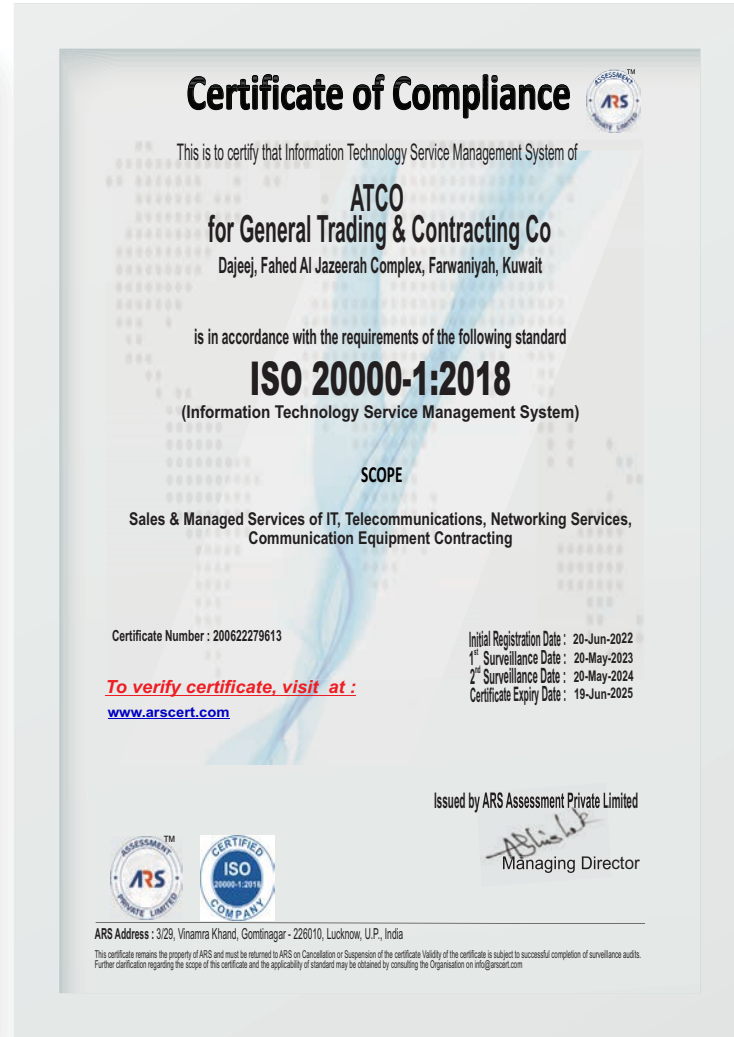 Certificate of Compliance
ASSESSMENT
TM
ARS
PRIVATE LIMITED
This is to certify that Information Technology Service Management System of
ATCO
for General Trading & Contracting Co
Dajeej, Fahed Al Jazeerah Complex, Farwaniyah, Kuwait
is in accordance with the requirements of the following standard
ISO 20000-1:2018
(Information Technology Service Management System)
SCOPE
Sales & Managed Services of IT, Telecommunications, Networking Services,
Communication Equipment Contracting
Certificate Number : 200622279613
Initial Registration Date : 20-Jun-2022
1st Surveillance Date : 20-May-2023
2nd Surveillance Date : 20-May-2024
Certificate Expiry Date : 19-Jun-2025
To verify certificate, visit at :
www.arscert.com
Issued by ARS Assessment Private Limited
Abhishek
Managing Director
ASSESSMENT
TM
ARS
PRIVATE LIMITED
CERTIFIED
ISO
20000-1:2018
COMPANY
ARS Address : 3/29, Vinamra Khand, Gomtinagar - 226010, Lucknow, U.P., India
This certificate remains the property of ARS and must be returned to ARS on Cancellation or Suspension of the certificate Validity of the certificate is subject to successful completion of surveillance audits.
Further clarification regarding the scope of this certificate and the applicability of standard may be obtained by consulting the Organisation on info@arscert.com